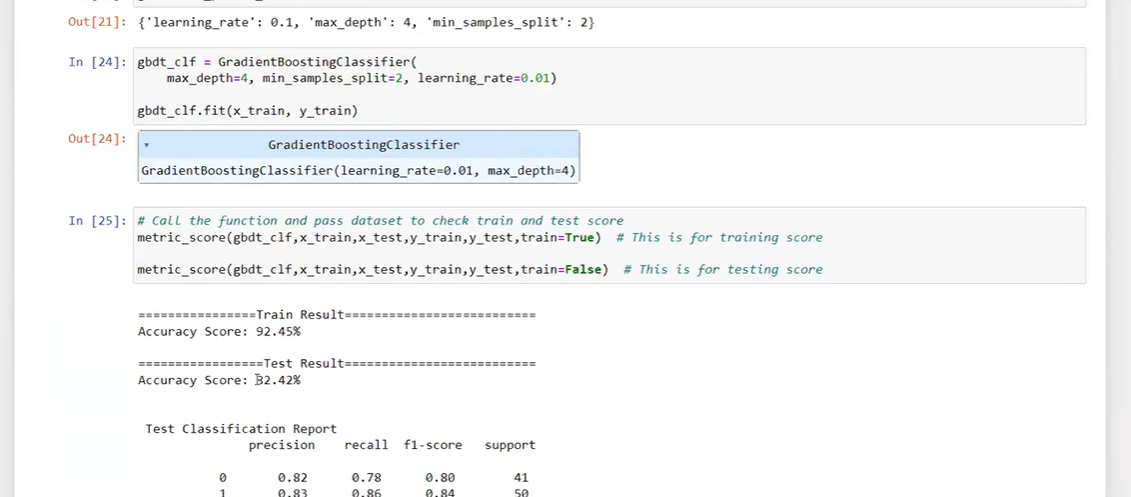 Out[21]: {'learning_rate': 0.1, 'max_depth': 4, 'min_samples_split': 2}
In [24]: gbdt_clf = GradientBoostingClassifier(
max_depth=4, min_samples_split=2, learning_rate=0.01)
gbdt_clf.fit(x_train, y_train)
Out[24]:
GradientBoostingClassifier
GradientBoostingClassifier(learning_rate=0.01, max_depth=4)
In [25]: # Call the function and pass dataset to check train and test score
metric_score(gbdt_clf,x_train,x_test,y_train,y_test,train=True)  # This is for training score
metric_score(gbdt_clf,x_train,x_test,y_train,y_test,train=False)  # This is for testing score
================Train Result==========================
Accuracy Score: 92.45%
=================Test Result==========================
Accuracy Score: 82.42%
Test Classification Report
precision recall f1-score support
0 0.82 0.78 0.80 41
1 0.83 0.86 0.84 50